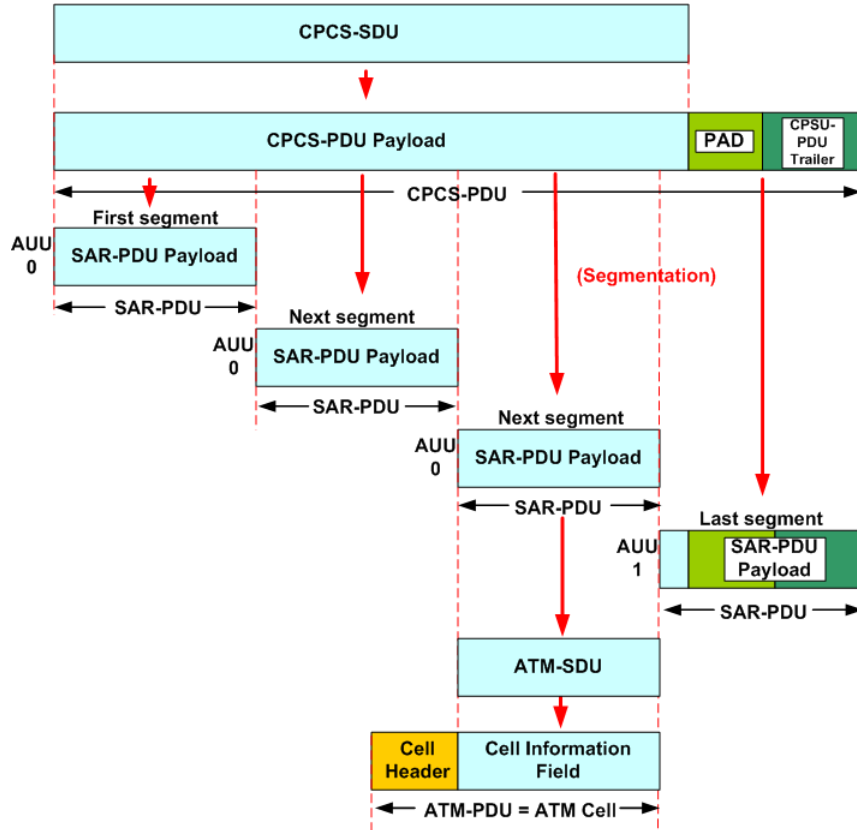 CPCS-SDU
CPCS-PDU Payload
PAD
CPSU-
PDU
Trailer
CPCS-PDU
First segment
AUU
0
SAR-PDU Payload
(Segmentation)
SAR-PDU
Next segment
AUU
0
SAR-PDU Payload
SAR-PDU
Next segment
AUU
0
SAR-PDU Payload
SAR-PDU
Last segment
AUU
1
SAR-PDU
Payload
SAR-PDU
ATM-SDU
Cell
Header
Cell Information
Field
ATM-PDU = ATM Cell